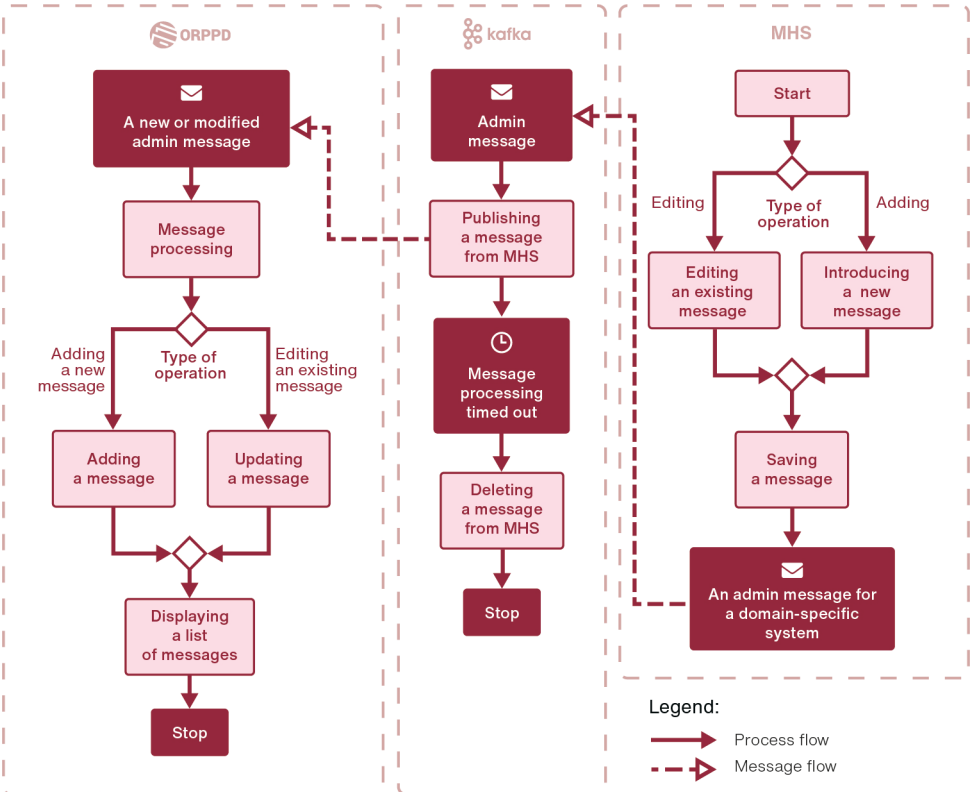 ORPPD
A new or modified
admin message
Message
processing
Type of
operation
Adding
a new
message
Editing
an existing
message
Adding
a message
Updating
a message
Displaying
a list
of messages
Stop
kafka
Admin
message
Publishing
a message
from MHS
Message
processing
timed out
Deleting
a message
from MHS
Stop
MHS
Start
Editing
Type of
operation
Adding
Editing
an existing
message
Introducing
a new
message
Saving
a message
An admin message for
a domain-specific
system
Legend:
Process flow
Message flow